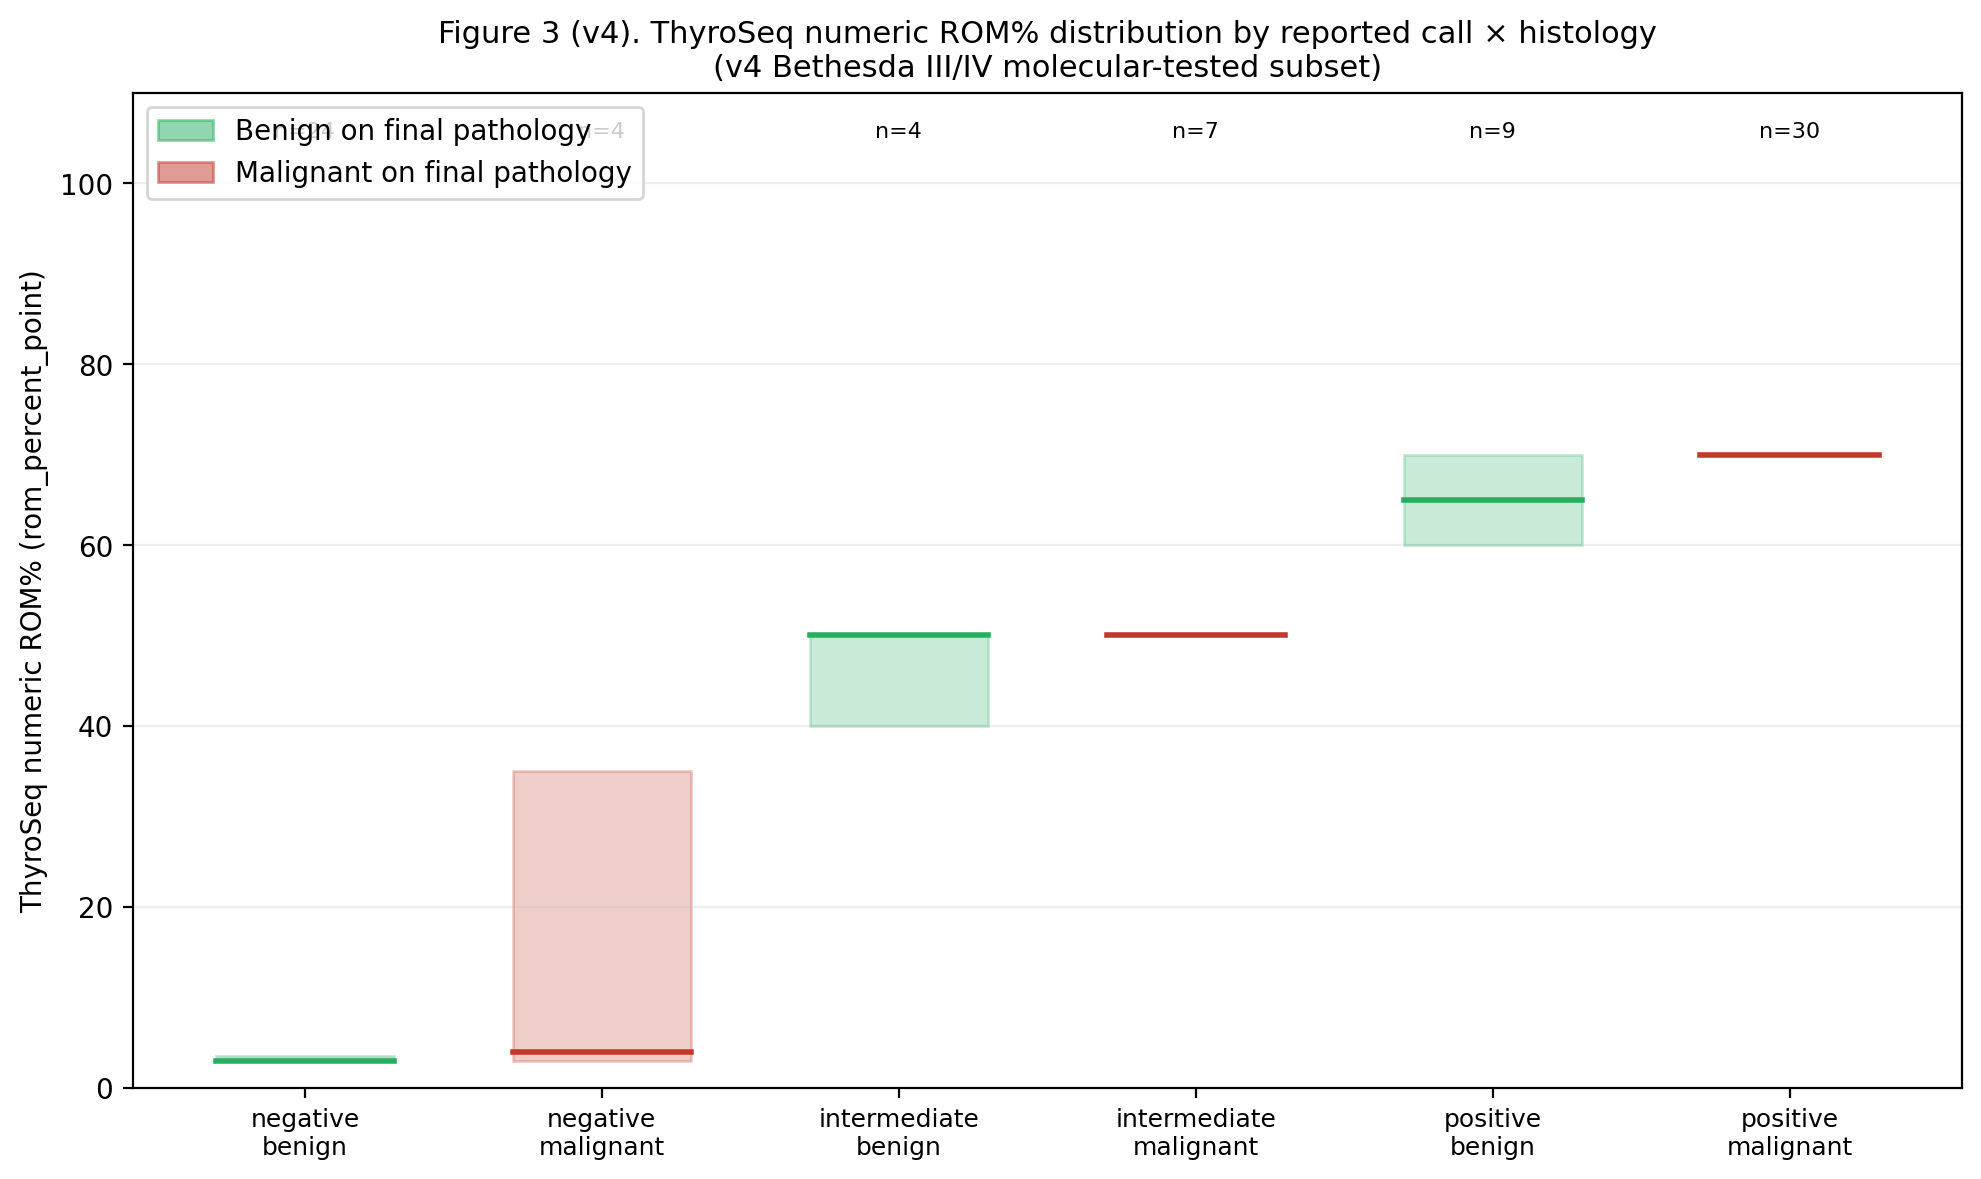 Figure 3 (v4). ThyroSeq numeric ROM% distribution by reported call × histology
(v4 Bethesda III/IV molecular-tested subset)
Benign on final pathology
Malignant on final pathology
n=4
n=4
n=7
n=9
n=30
ThyroSeq numeric ROM% (rom_percent_point)
100
80
60
40
20
0
negative
benign
negative
malignant
intermediate
benign
intermediate
malignant
positive
benign
positive
malignant